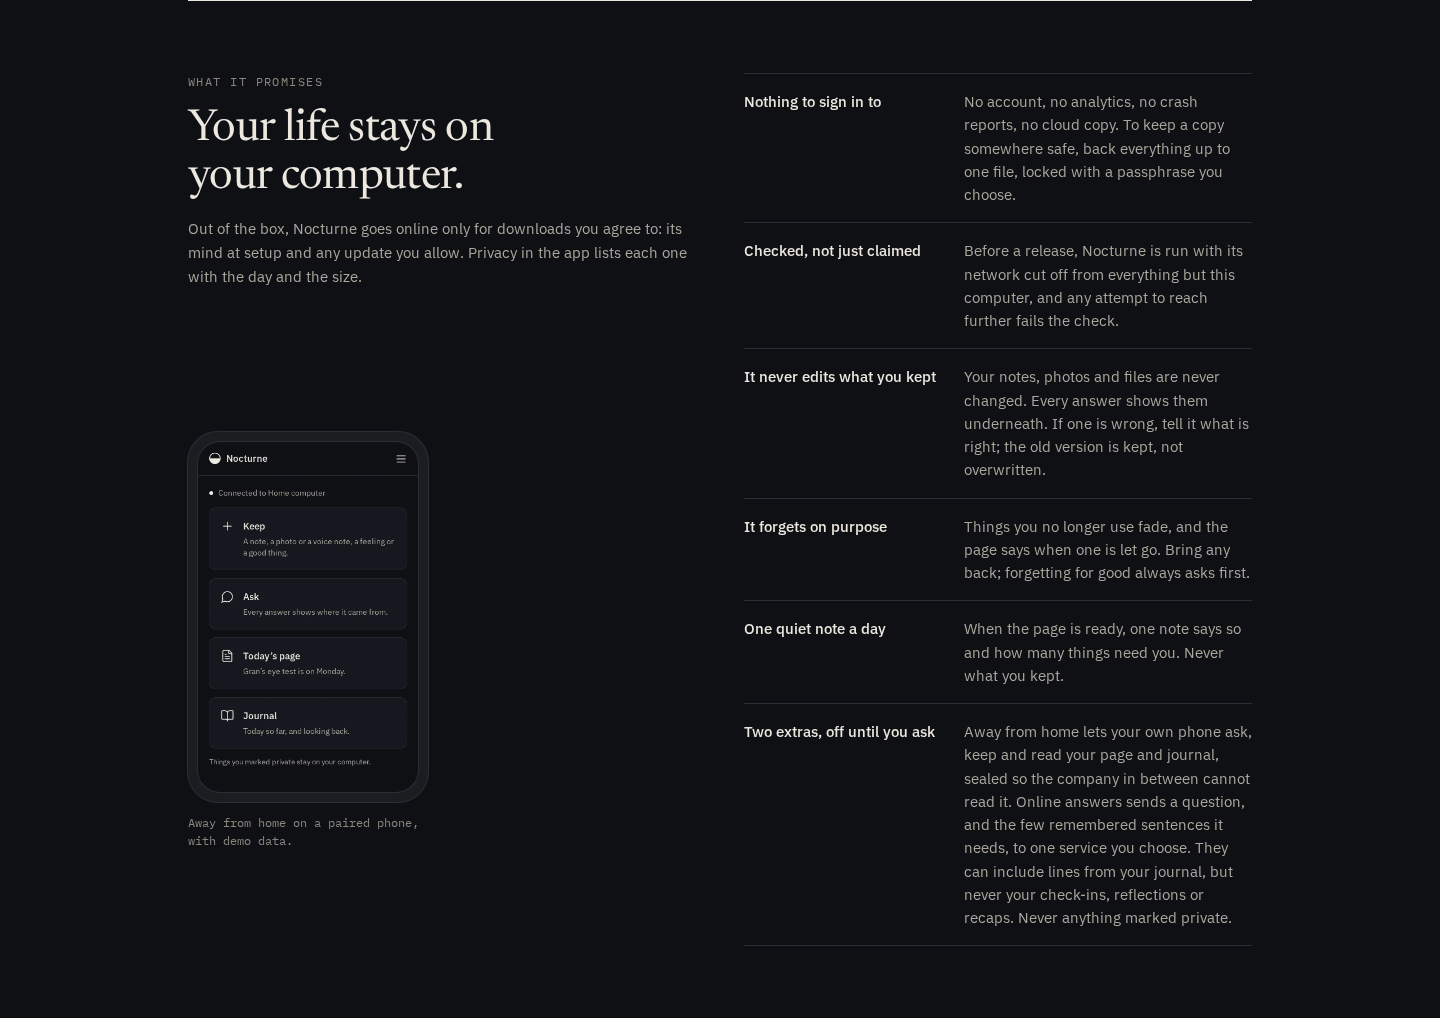 WHAT IT PROMISES
Your life stays on
your computer.
Out of the box, Nocturne goes online only for downloads you agree to: its
mind at setup and any update you allow. Privacy in the app lists each one
with the day and the size.
Nocturne
Connected to Home computer
Keep
A note, a photo or a voice note, a feeling or
a good thing.
Ask
Every answer shows where it came from.
Today's page
Gran's eye test is on Monday.
Journal
Today so far, and looking back.
Things you marked private stay on your computer.
Away from home on a paired phone,
with demo data.
Nothing to sign in to
No account, no analytics, no crash
reports, no cloud copy. To keep a copy
somewhere safe, back everything up to
one file, locked with a passphrase you
choose.
Checked, not just claimed
Before a release, Nocturne is run with its
network cut off from everything but this
computer, and any attempt to reach
further fails the check.
It never edits what you kept
Your notes, photos and files are never
changed. Every answer shows them
underneath. If one is wrong, tell it what is
right; the old version is kept, not
overwritten.
It forgets on purpose
Things you no longer use fade, and the
page says when one is let go. Bring any
back; forgetting for good always asks first.
One quiet note a day
When the page is ready, one note says so
and how many things need you. Never
what you kept.
Two extras, off until you ask
Away from home lets your own phone ask,
keep and read your page and journal,
sealed so the company in between cannot
read it. Online answers sends a question,
and the few remembered sentences it
needs, to one service you choose. They
can include lines from your journal, but
never your check-ins, reflections or
recaps. Never anything marked private.